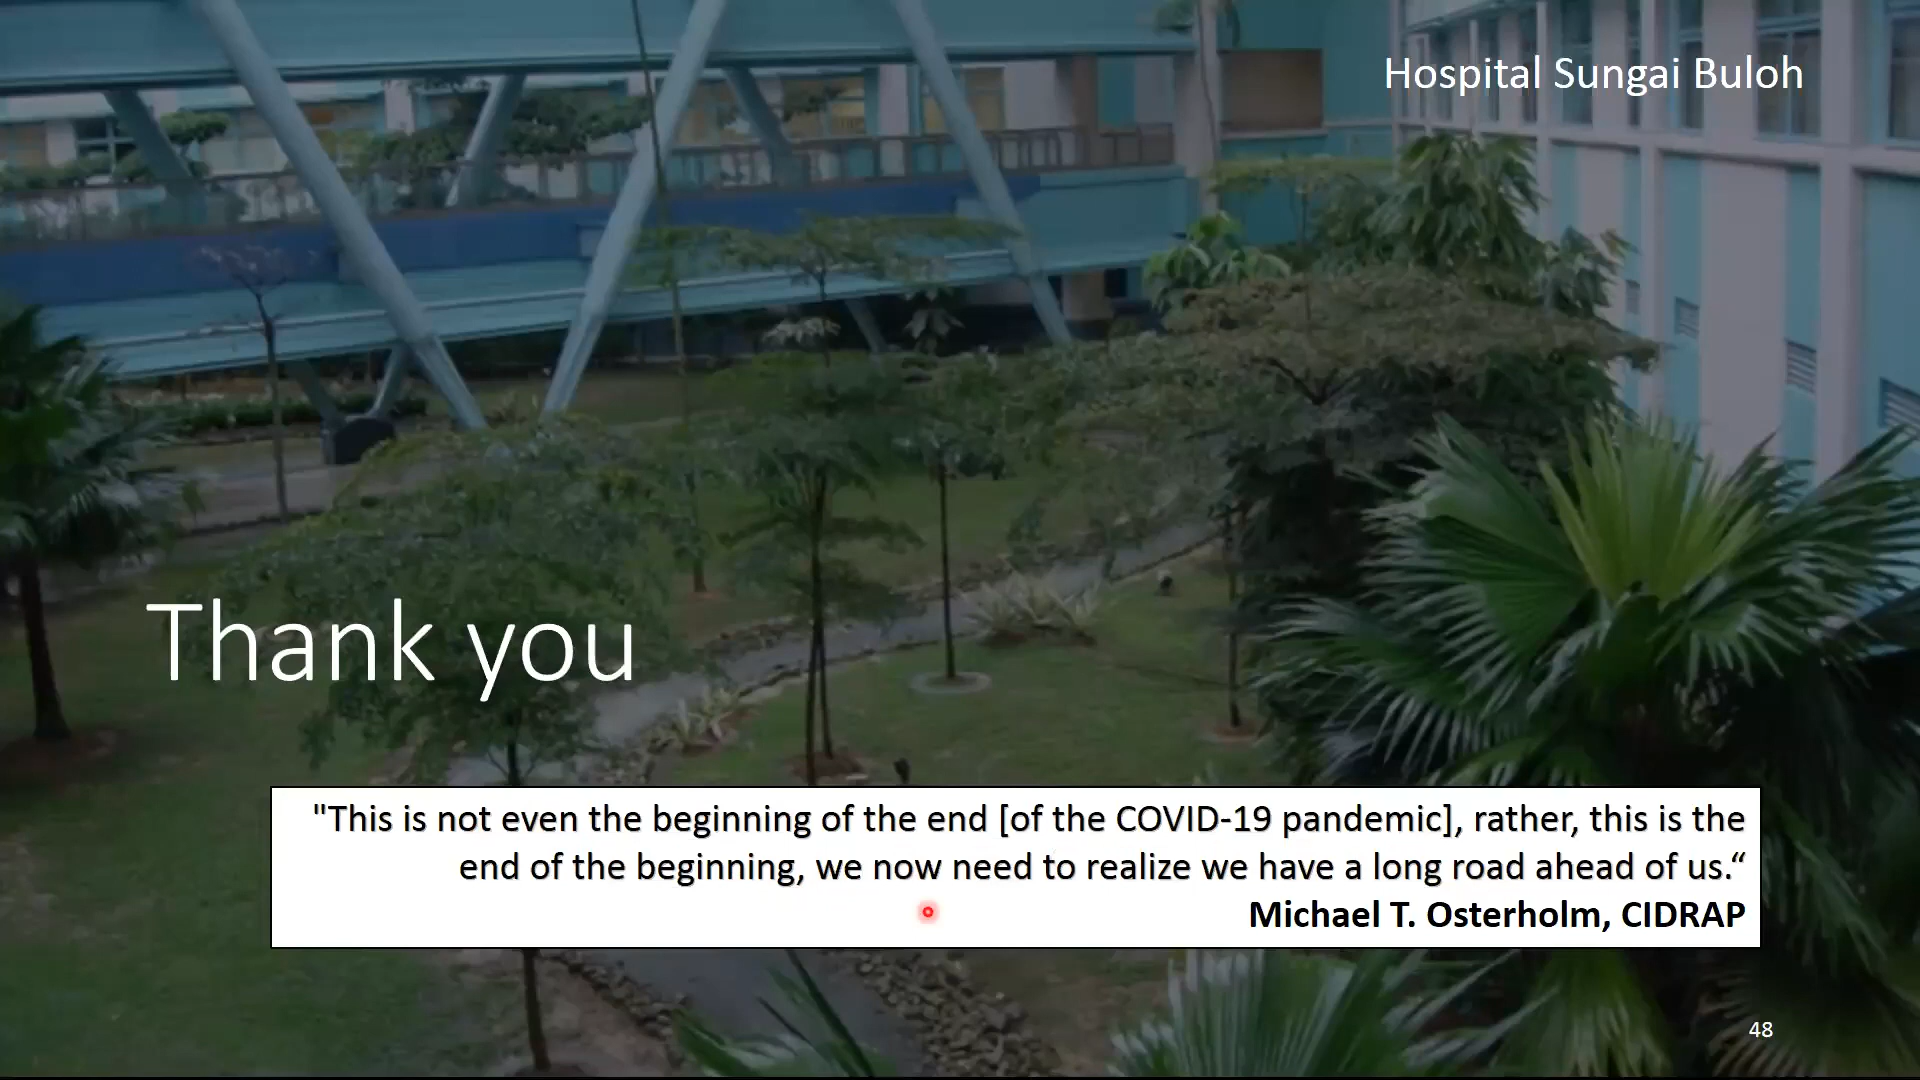 Hospital Sungai Buloh
Thank you
"This is not even the beginning of the end [of the COVID-19 pandemic], rather, this is the
end of the beginning, we now need to realize we have a long road ahead of us.“
Michael T. Osterholm, CIDRAP
48